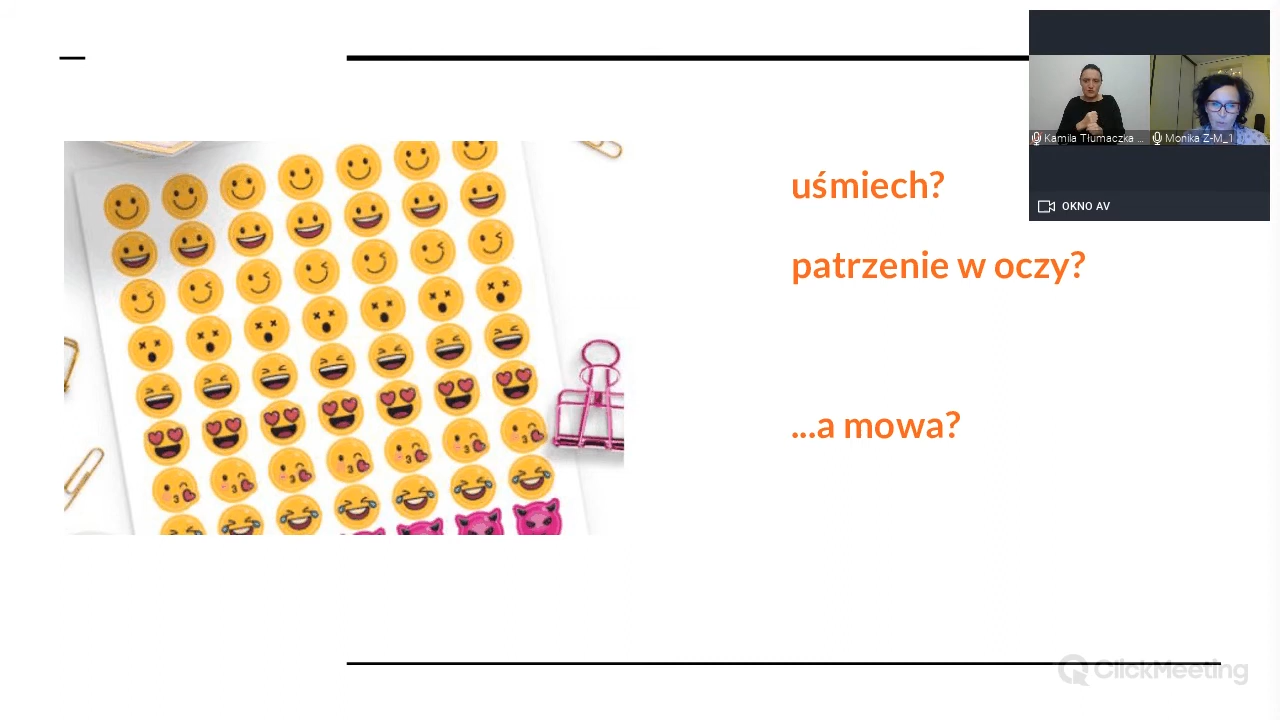 uśmiech?
patrzenie w oczy?
...a mowa?
Kamila Tłumaczka ...
Monika Z-M_1
OKNO AV
ClickMeeting